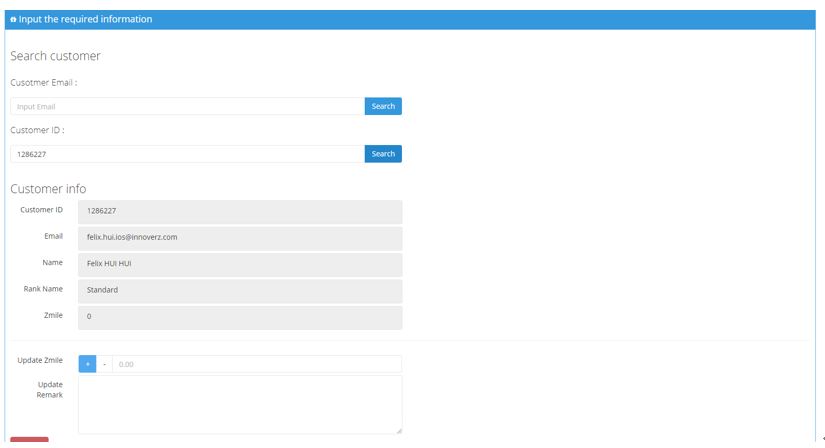 Input the required information
Search customer
Cusotmer Email :
Input Email
Search
Customer ID :
1286227
Search
Customer info
Customer ID
1286227
Email
felix.hui.ios@innoverz.com
Name
Felix HUI HUI
Rank Name
Standard
Zmile
0
Update Zmile
+
-
0.00
Update
Remark